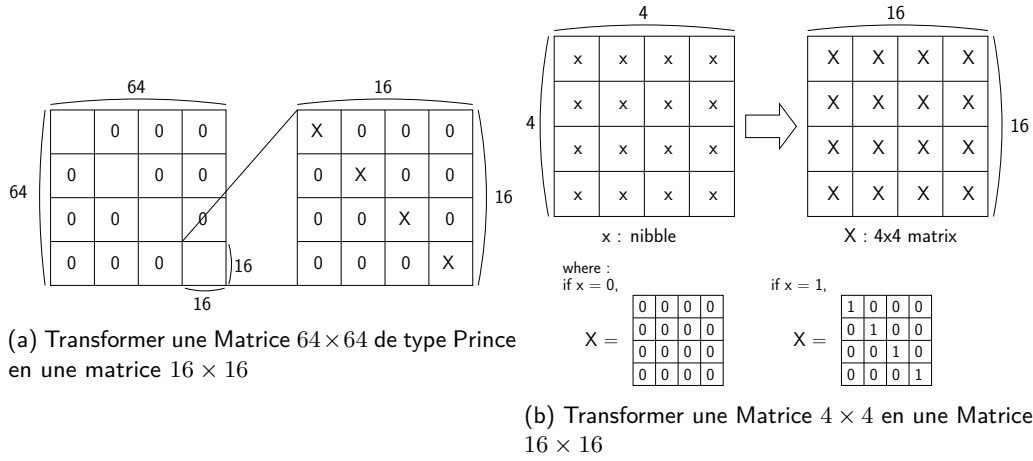 64
64
0 0 0
0 0 0
0 0 0
0 0 0
16
16
16
16
X 0 0 0
0 X 0 0
0 0 X 0
0 0 0 X
(a) Transformer une Matrice 64×64 de type Prince
en une matrice 16 × 16
4
4
x x x x
x x x x
x x x x
x x x x
x : nibble
16
16
X X X X
X X X X
X X X X
X X X X
X : 4x4 matrix
where :
if x = 0,
X =
0 0 0 0
0 0 0 0
0 0 0 0
0 0 0 0
if x = 1,
X =
1 0 0 0
0 1 0 0
0 0 1 0
0 0 0 1
(b) Transformer une Matrice 4 × 4 en une Matrice
16 × 16